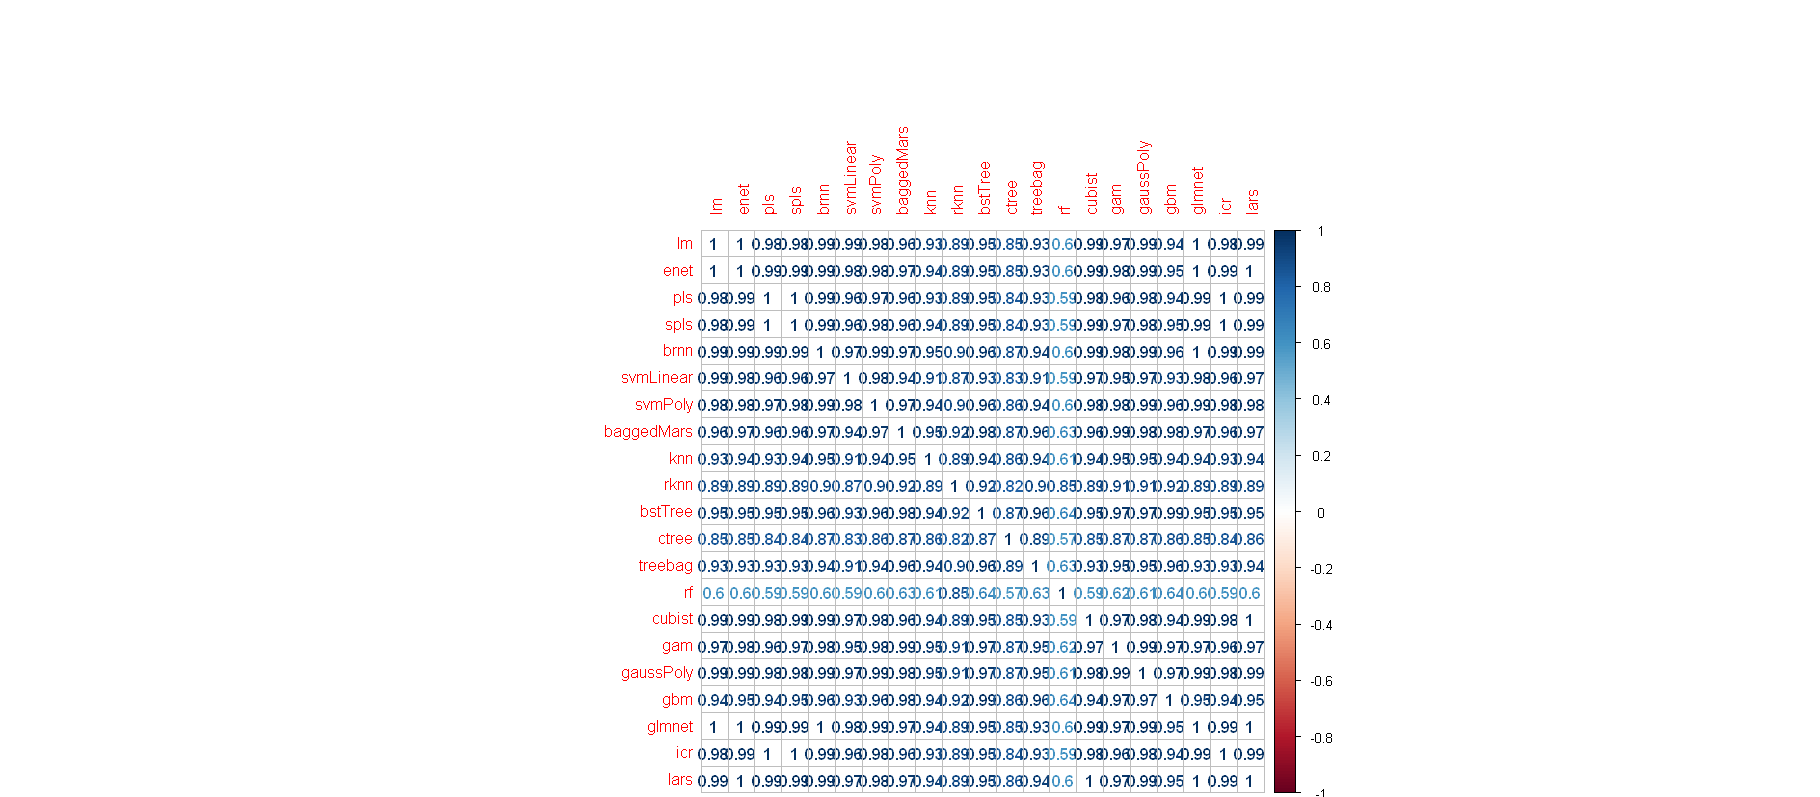 lm enet pls spls brnn svmLinear svmPoly baggedMars knn rknn bstTree ctree treebag rf cubist gam gaussPoly gbm glmnet icr lars
lm 1 1 0.98 0.98 0.99 0.99 0.98 0.96 0.93 0.89 0.95 0.85 0.93 0.6 0.99 0.97 0.99 0.94 1 0.98 0.99
enet 1 1 0.99 0.99 0.99 0.98 0.98 0.97 0.94 0.89 0.95 0.85 0.93 0.6 0.99 0.98 0.99 0.95 1 0.99 1
pls 0.98 0.99 1 1 0.99 0.96 0.97 0.96 0.93 0.89 0.95 0.84 0.93 0.59 0.98 0.96 0.98 0.94 0.99 1 0.99
spls 0.98 0.99 1 1 0.99 0.96 0.98 0.96 0.94 0.89 0.95 0.84 0.93 0.59 0.99 0.97 0.98 0.95 0.99 1 0.99
brnn 0.99 0.99 0.99 0.99 1 0.97 0.99 0.97 0.95 0.9 0.96 0.87 0.94 0.6 0.99 0.98 0.99 0.96 1 0.99 0.99
svmLinear 0.99 0.98 0.96 0.96 0.97 1 0.98 0.94 0.91 0.87 0.93 0.83 0.91 0.59 0.97 0.95 0.97 0.93 0.98 0.96 0.97
svmPoly 0.98 0.98 0.97 0.98 0.99 0.98 1 0.97 0.94 0.9 0.96 0.86 0.94 0.6 0.98 0.98 0.99 0.96 0.99 0.98 0.98
baggedMars 0.96 0.97 0.96 0.96 0.97 0.94 0.97 1 0.95 0.92 0.98 0.87 0.96 0.63 0.96 0.99 0.98 0.98 0.97 0.96 0.97
knn 0.93 0.94 0.93 0.94 0.95 0.91 0.94 0.95 1 0.89 0.94 0.86 0.94 0.61 0.94 0.95 0.95 0.94 0.94 0.93 0.94
rknn 0.89 0.89 0.89 0.89 0.9 0.87 0.9 0.92 0.89 1 0.92 0.82 0.9 0.85 0.89 0.91 0.91 0.92 0.89 0.89 0.89
bstTree 0.95 0.95 0.95 0.95 0.96 0.93 0.96 0.98 0.94 0.92 1 0.87 0.96 0.64 0.95 0.97 0.97 0.99 0.95 0.95 0.95
ctree 0.85 0.85 0.84 0.84 0.87 0.83 0.86 0.87 0.86 0.82 0.87 1 0.89 0.57 0.85 0.87 0.87 0.86 0.85 0.84 0.86
treebag 0.93 0.93 0.93 0.93 0.94 0.91 0.94 0.96 0.94 0.9 0.96 0.89 1 0.63 0.93 0.95 0.95 0.96 0.93 0.93 0.94
rf 0.6 0.6 0.59 0.59 0.6 0.59 0.6 0.63 0.61 0.85 0.64 0.57 0.63 1 0.59 0.62 0.61 0.64 0.6 0.59 0.6
cubist 0.99 0.99 0.98 0.99 0.99 0.97 0.98 0.96 0.94 0.89 0.95 0.85 0.93 0.59 1 0.97 0.98 0.94 0.99 0.98 1
gam 0.97 0.98 0.96 0.97 0.98 0.95 0.98 0.99 0.95 0.91 0.97 0.87 0.95 0.62 0.97 1 0.99 0.97 0.97 0.96 0.97
gaussPoly 0.99 0.99 0.98 0.98 0.99 0.97 0.99 0.98 0.95 0.91 0.97 0.87 0.95 0.61 0.98 0.99 1 0.97 0.99 0.98 0.99
gbm 0.94 0.95 0.94 0.95 0.96 0.93 0.96 0.98 0.94 0.92 0.99 0.86 0.96 0.64 0.94 0.97 0.97 1 0.95 0.94 0.95
glmnet 1 1 0.99 0.99 1 0.98 0.99 0.97 0.94 0.89 0.95 0.85 0.93 0.6 0.99 0.97 0.99 0.95 1 0.99 1
icr 0.98 0.99 1 1 0.99 0.96 0.98 0.96 0.93 0.89 0.95 0.84 0.93 0.59 0.98 0.96 0.98 0.94 0.99 1 0.99
lars 0.99 1 0.99 0.99 0.99 0.97 0.98 0.97 0.94 0.89 0.95 0.86 0.94 0.6 1 0.97 0.99 0.95 1 0.99 1
1
0.8
0.6
0.4
0.2
0
-0.2
-0.4
-0.6
-0.8
-1